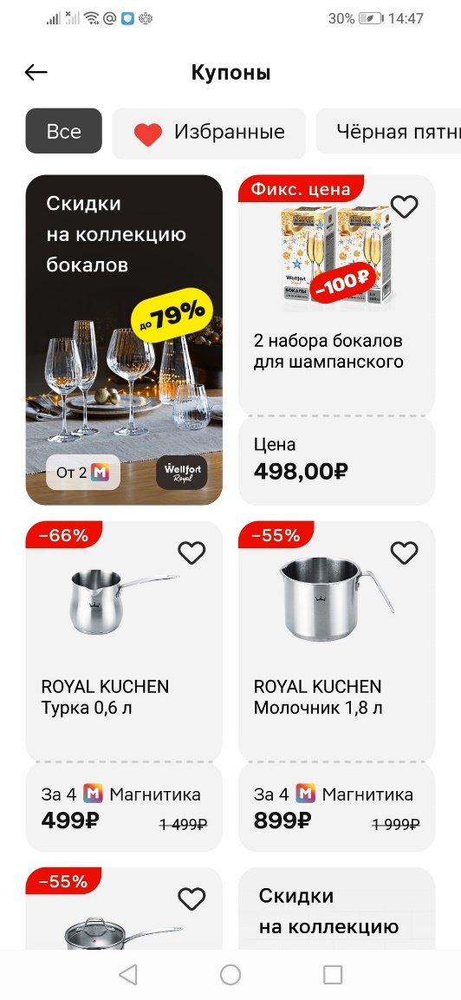 30% 14:47
Купоны
Все
Избранные
Чёрная пятн
Скидки
на коллекцию
бокалов
до 79%
От 2 М
Wellfort
Royal
Фикс. цена
Wellfort
Royal
БОКАЛЫ
–100₽
2 набора бокалов
для шампанского
Цена
498,00₽
–66%
ROYAL KUCHEN
Турка 0,6 л
За 4 М Магнитика
499₽ 1 499₽
–55%
ROYAL KUCHEN
Молочник 1,8 л
За 4 М Магнитика
899₽ 1 999₽
–55%
Скидки
на коллекцию